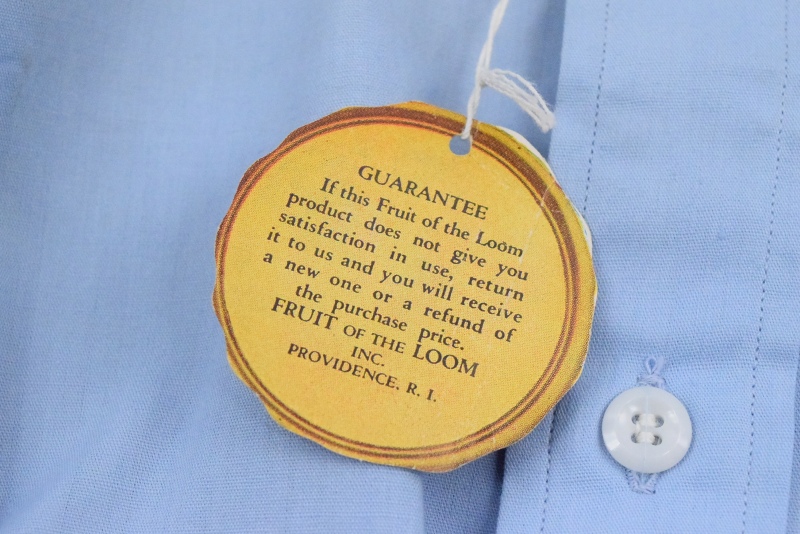 GUARANTEE
If this Fruit of the Loom
product does not give you
satisfaction in use, return
it to us and you will receive
a new one or a refund of
the purchase price.
FRUIT OF THE LOOM
INC.
PROVIDENCE. R. I.